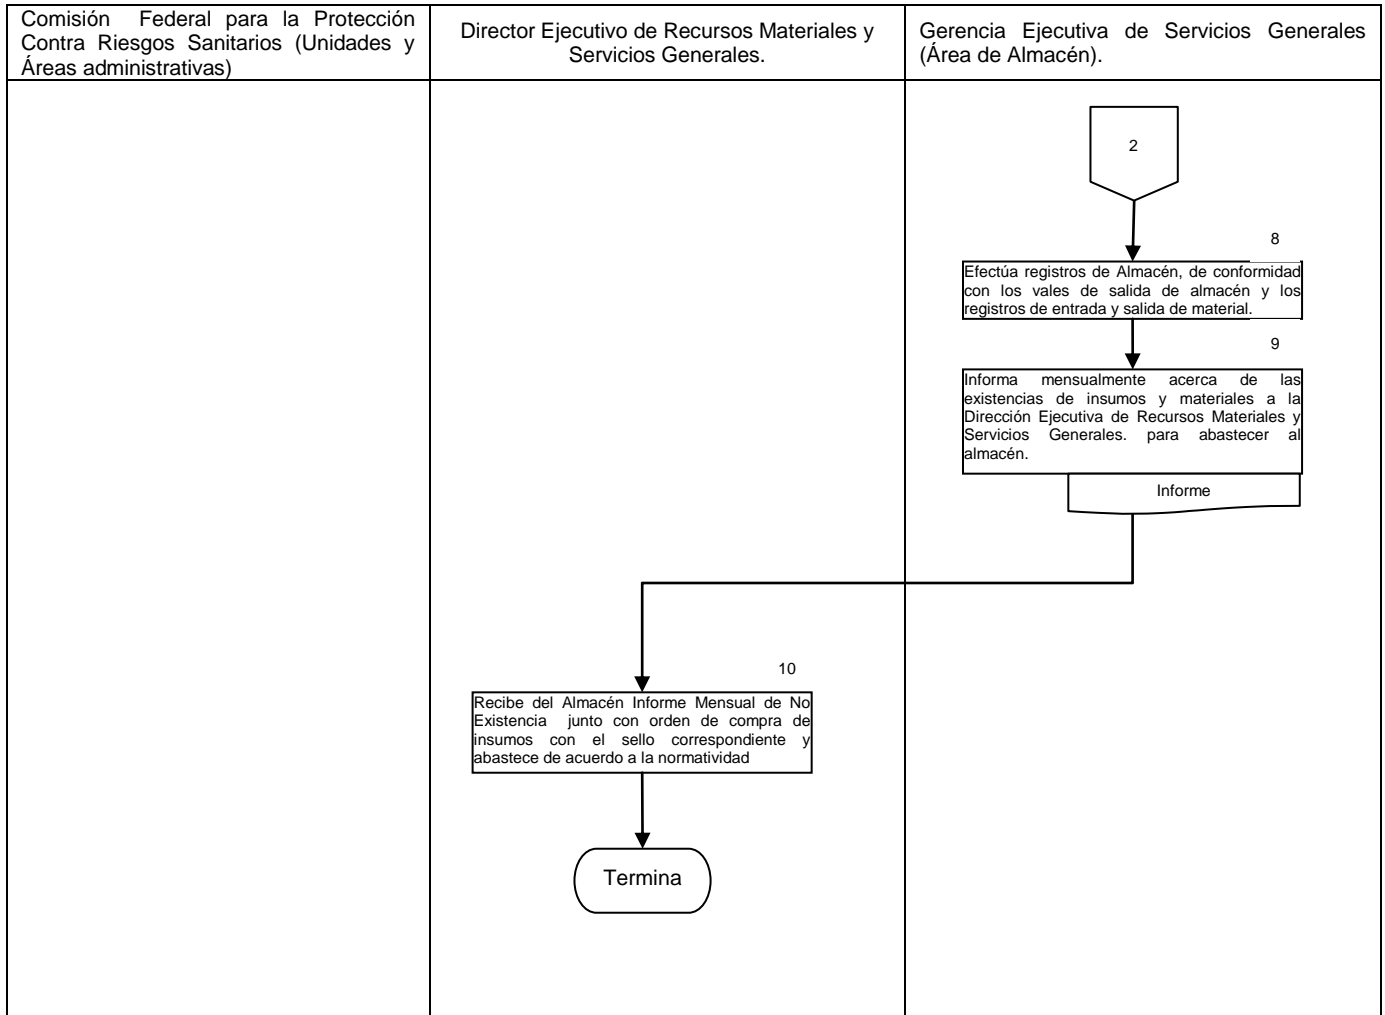 Comisión Federal para la Protección
Contra Riesgos Sanitarios (Unidades y
Áreas administrativas)
Director Ejecutivo de Recursos Materiales y
Servicios Generales.
Gerencia Ejecutiva de Servicios Generales
(Área de Almacén).
2
8
Efectúa registros de Almacén, de conformidad
con los vales de salida de almacén y los
registros de entrada y salida de material.
9
Informa mensualmente acerca de las
existencias de insumos y materiales a la
Dirección Ejecutiva de Recursos Materiales y
Servicios Generales. para abastecer al
almacén.
Informe
10
Recibe del Almacén Informe Mensual de No
Existencia junto con orden de compra de
insumos con el sello correspondiente y
abastece de acuerdo a la normatividad
Termina